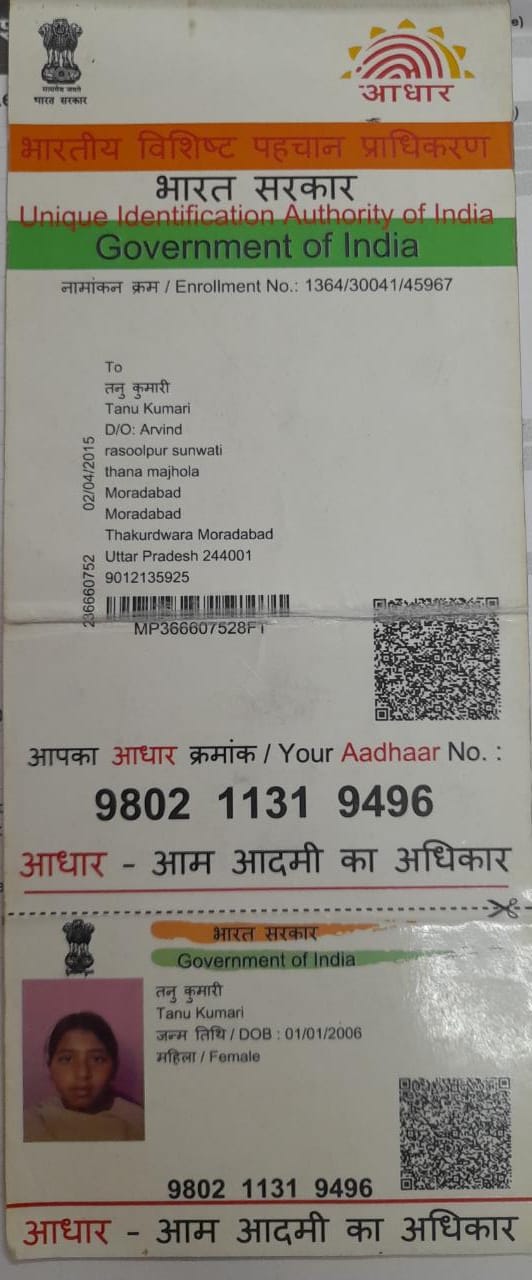 सत्यमेव जयते
भारत सरकार
आधार
भारतीय विशिष्ट पहचान प्राधिकरण
भारत सरकार
Unique Identification Authority of India
Government of India
नामांकन क्रम / Enrollment No.: 1364/30041/45967
To
तनु कुमारी
Tanu Kumari
D/O: Arvind
rasoolpur sunwati
thana majhola
Moradabad
Moradabad
Thakurdwara Moradabad
Uttar Pradesh 244001
9012135925
236660752 02/04/2015
MP366607528FT
आपका आधार क्रमांक / Your Aadhaar No. :
9802 1131 9496
आधार - आम आदमी का अधिकार
भारत सरकार
Government of India
तनु कुमारी
Tanu Kumari
जन्म तिथि / DOB : 01/01/2006
महिला / Female
9802 1131 9496
आधार - आम आदमी का अधिकार